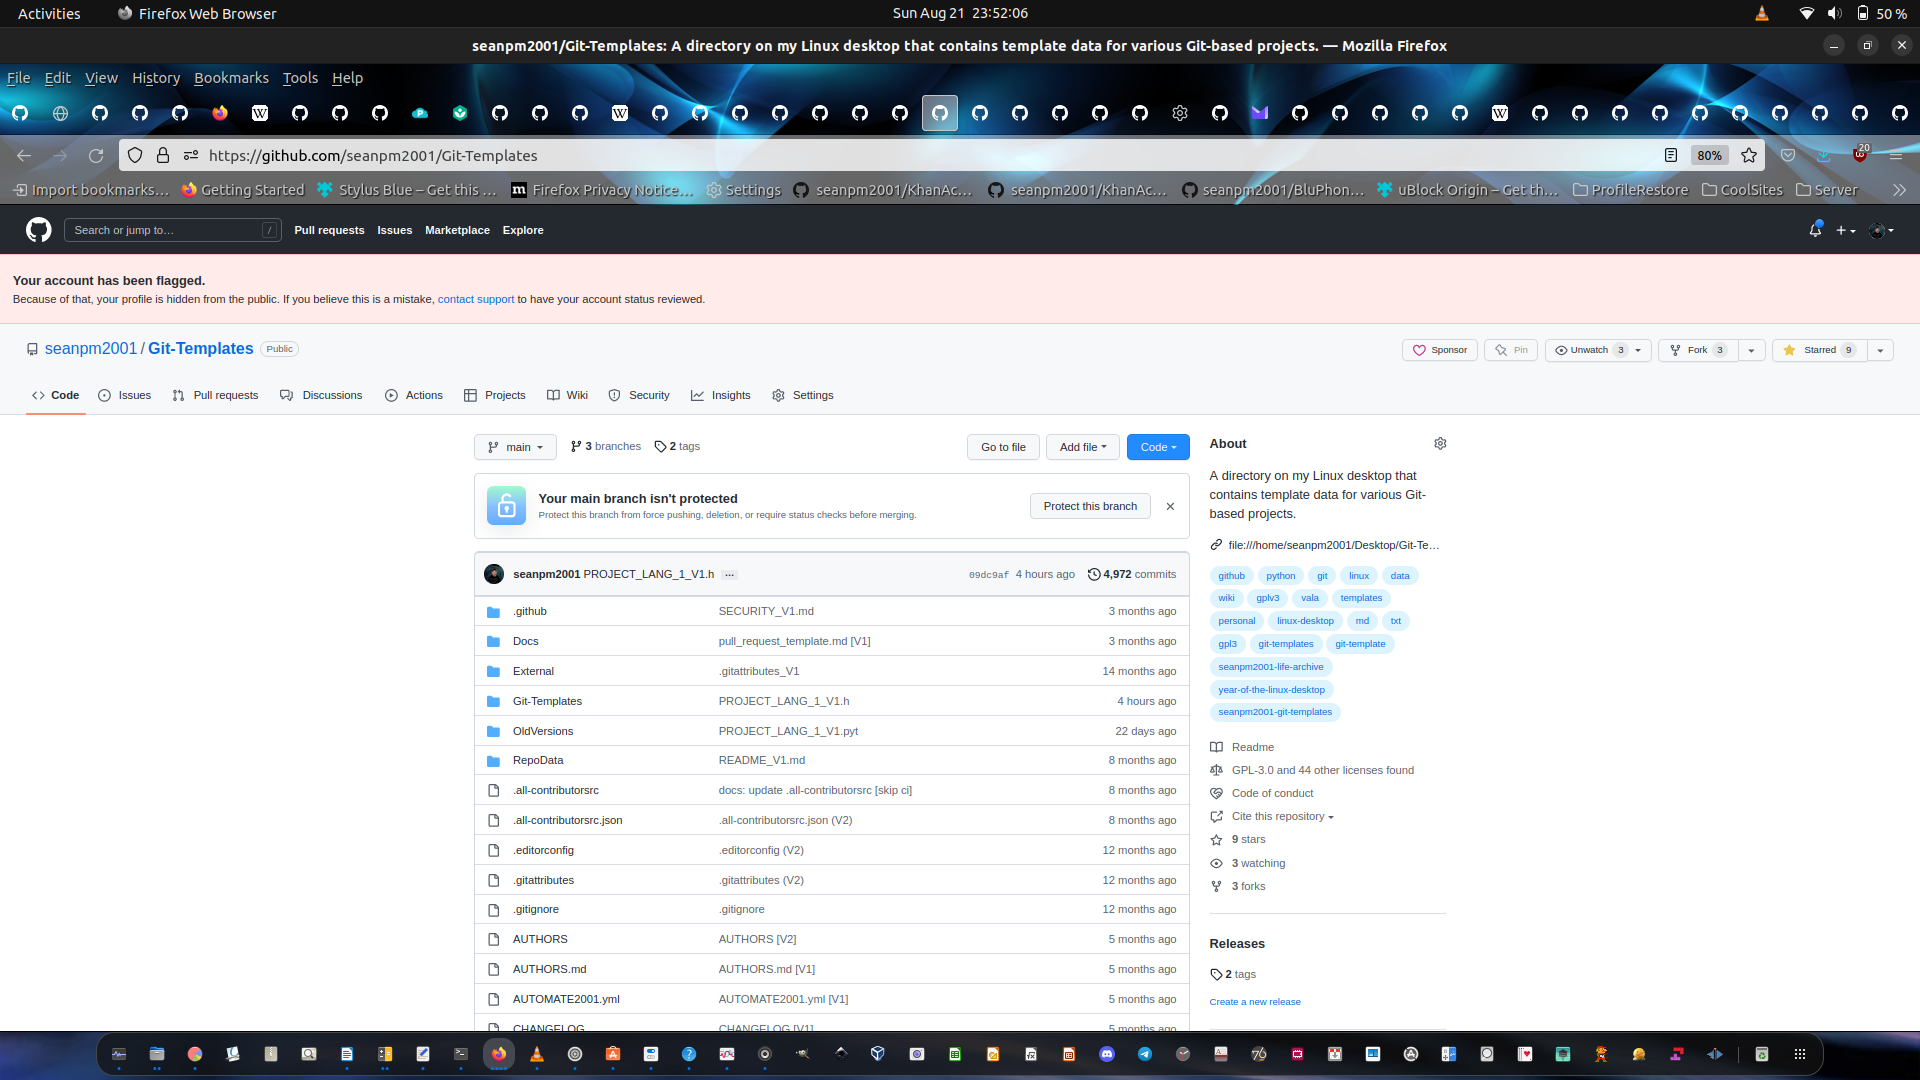 Activities
Firefox Web Browser
Sun Aug 21 23:52:06
50 %
seanpm2001/Git-Templates: A directory on my Linux desktop that contains template data for various Git-based projects. — Mozilla Firefox
File Edit View History Bookmarks Tools Help
https://github.com/seanpm2001/Git-Templates
80%
20
Import bookmarks…
Getting Started
Stylus Blue – Get this …
Firefox Privacy Notice…
Settings
seanpm2001/KhanAc…
seanpm2001/KhanAc…
seanpm2001/BluPhon…
uBlock Origin – Get th…
ProfileRestore
CoolSites
Server
Search or jump to…
/
Pull requests
Issues
Marketplace
Explore
Your account has been flagged.
Because of that, your profile is hidden from the public. If you believe this is a mistake, contact support to have your account status reviewed.
seanpm2001 / Git-Templates
Public
Sponsor
Pin
Unwatch 3
Fork 3
Starred 9
Code
Issues
Pull requests
Discussions
Actions
Projects
Wiki
Security
Insights
Settings
main
3 branches
2 tags
Go to file
Add file
Code
Your main branch isn't protected
Protect this branch from force pushing, deletion, or require status checks before merging.
Protect this branch
seanpm2001 PROJECT_LANG_1_V1.h
09dc9af 4 hours ago
4,972 commits
.github SECURITY_V1.md 3 months ago
Docs pull_request_template.md [V1] 3 months ago
External .gitattributes_V1 14 months ago
Git-Templates PROJECT_LANG_1_V1.h 4 hours ago
OldVersions PROJECT_LANG_1_V1.pyt 22 days ago
RepoData README_V1.md 8 months ago
.all-contributorsrc docs: update .all-contributorsrc [skip ci] 8 months ago
.all-contributorsrc.json .all-contributorsrc.json (V2) 8 months ago
.editorconfig .editorconfig (V2) 12 months ago
.gitattributes .gitattributes (V2) 12 months ago
.gitignore .gitignore 12 months ago
AUTHORS AUTHORS [V2] 5 months ago
AUTHORS.md AUTHORS.md [V1] 5 months ago
AUTOMATE2001.yml AUTOMATE2001.yml [V1] 5 months ago
CHANGELOG CHANGELOG [V1] 5 months ago
About
A directory on my Linux desktop that
contains template data for various Git-
based projects.
file:///home/seanpm2001/Desktop/Git-Te…
github python git linux data
wiki gplv3 vala templates
personal linux-desktop md txt
gpl3 git-templates git-template
seanpm2001-life-archive
year-of-the-linux-desktop
seanpm2001-git-templates
Readme
GPL-3.0 and 44 other licenses found
Code of conduct
Cite this repository
9 stars
3 watching
3 forks
Releases
2 tags
Create a new release